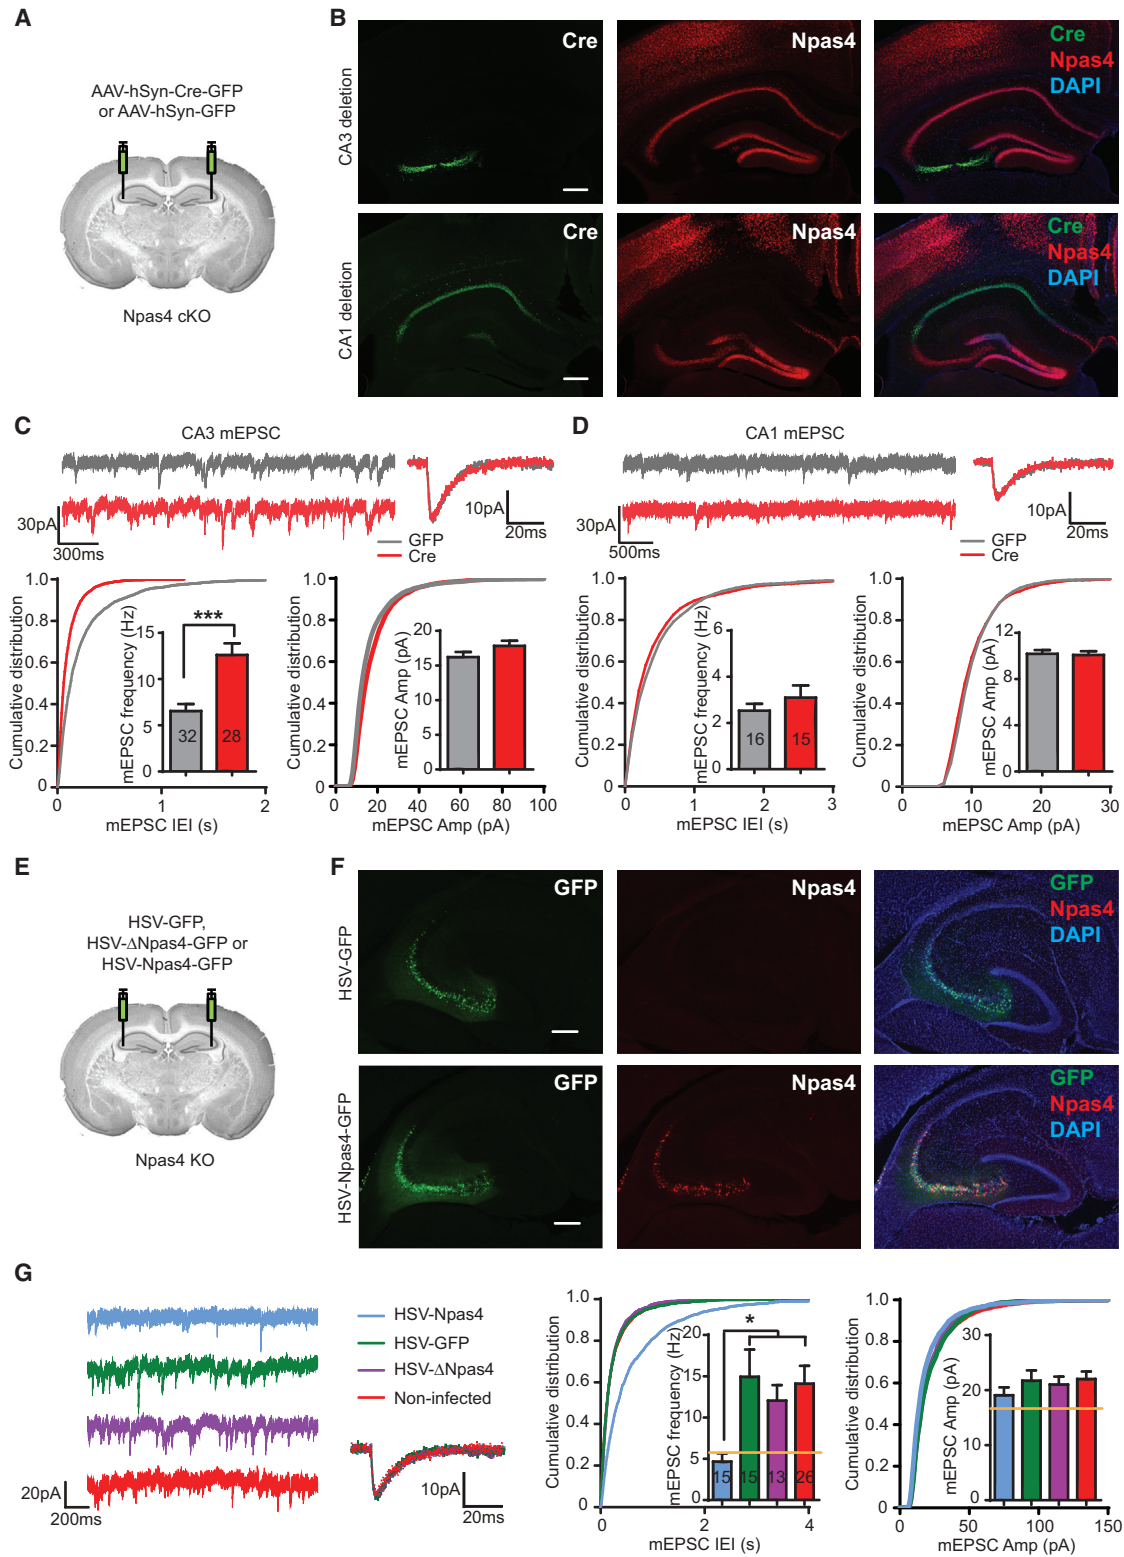 A
AAV-hSyn-Cre-GFP
or AAV-hSyn-GFP
Npas4 cKO
B
CA3 deletion
Cre
Npas4
Cre
Npas4
DAPI
CA1 deletion
Cre
Npas4
Cre
Npas4
DAPI
C
CA3 mEPSC
30pA
300ms
10pA
20ms
GFP
Cre
Cumulative distribution
1.0
0.8
0.6
0.4
0.2
0
0
1
2
mEPSC IEI (s)
mEPSC frequency (Hz)
15
10
5
0
***
32
28
Cumulative distribution
1.0
0.8
0.6
0.4
0.2
0
0
20
40
60
80
100
mEPSC Amp (pA)
mEPSC Amp (pA)
20
15
10
5
0
D
CA1 mEPSC
30pA
500ms
10pA
20ms
GFP
Cre
Cumulative distribution
1.0
0.8
0.6
0.4
0.2
0
0
1
2
3
mEPSC IEI (s)
mEPSC frequency (Hz)
6
4
2
0
16
15
Cumulative distribution
1.0
0.8
0.6
0.4
0.2
0
0
10
20
30
mEPSC Amp (pA)
mEPSC Amp (pA)
12
8
4
0
E
HSV-GFP,
HSV-ΔNpas4-GFP or
HSV-Npas4-GFP
Npas4 KO
F
HSV-GFP
GFP
Npas4
GFP
Npas4
DAPI
HSV-Npas4-GFP
GFP
Npas4
GFP
Npas4
DAPI
G
HSV-Npas4
HSV-GFP
HSV-ΔNpas4
Non-infected
20pA
200ms
10pA
20ms
Cumulative distribution
1.0
0.8
0.6
0.4
0.2
0
0
2
4
mEPSC IEI (s)
mEPSC frequency (Hz)
20
15
10
5
0
*
15
15
13
26
Cumulative distribution
1.0
0.8
0.6
0.4
0.2
0
0
50
100
150
mEPSC Amp (pA)
mEPSC Amp (pA)
30
20
10
0